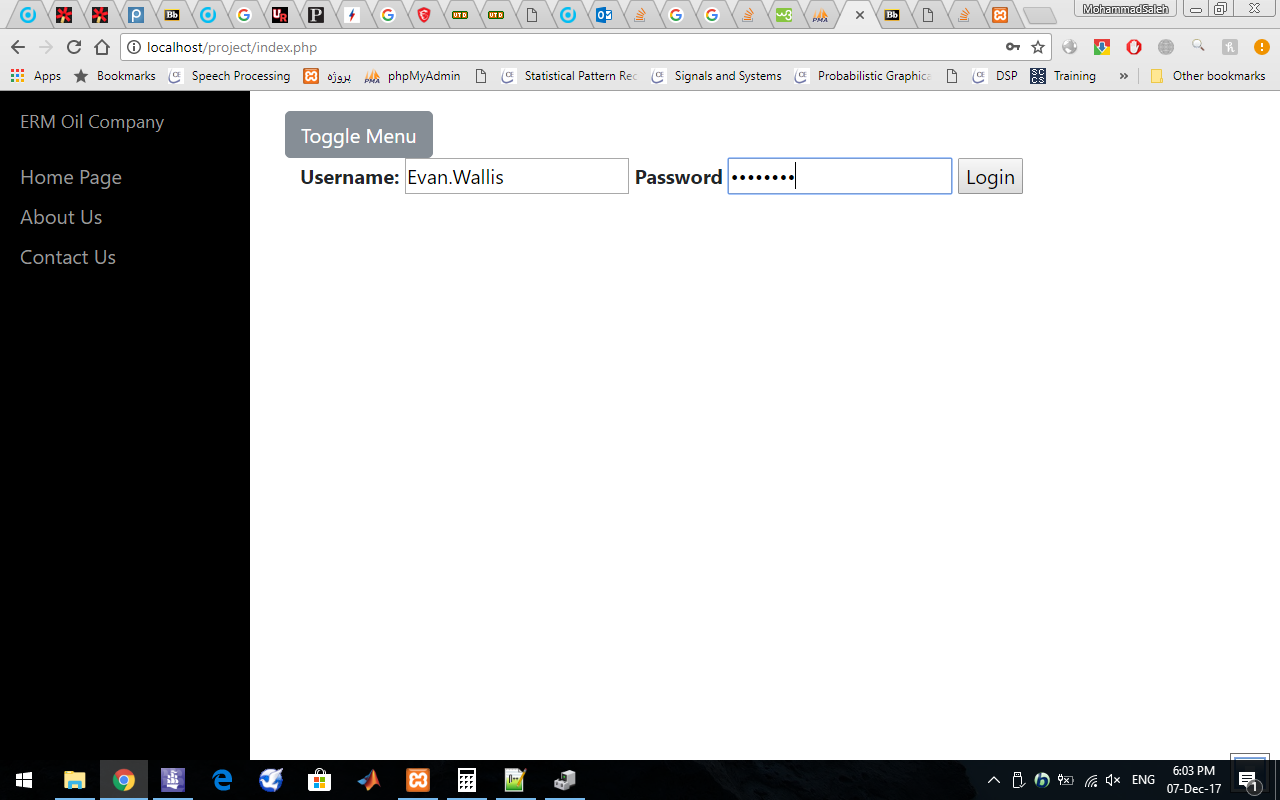 MohammadSaleh
localhost/project/index.php
Apps Bookmarks Speech Processing پروژه phpMyAdmin Statistical Pattern Rec Signals and Systems Probabilistic Graphica DSP Training » Other bookmarks
ERM Oil Company
Toggle Menu
Home Page
Username: Evan.Wallis Password •••••••• Login
About Us
Contact Us
ENG
6:03 PM
07-Dec-17
1